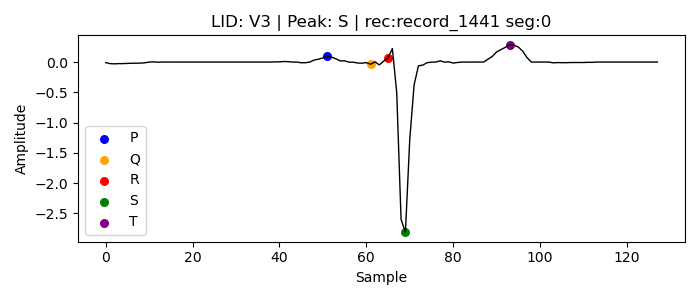 LID: V3 | Peak: S | rec:record_1441 seg:0
Amplitude
0.0
−0.5
−1.0
−1.5
−2.0
−2.5
P
Q
R
S
T
0 20 40 60 80 100 120
Sample